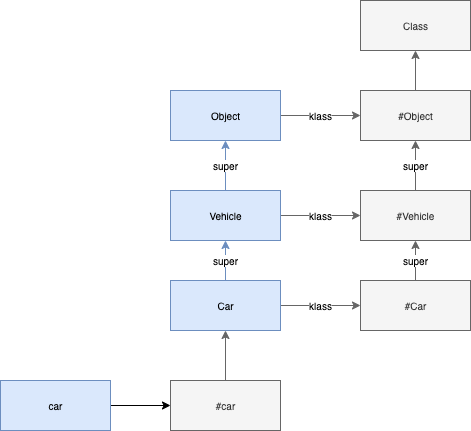 Class
Object
klass
#Object
super
super
Vehicle
klass
#Vehicle
super
super
Car
klass
#Car
car
#car